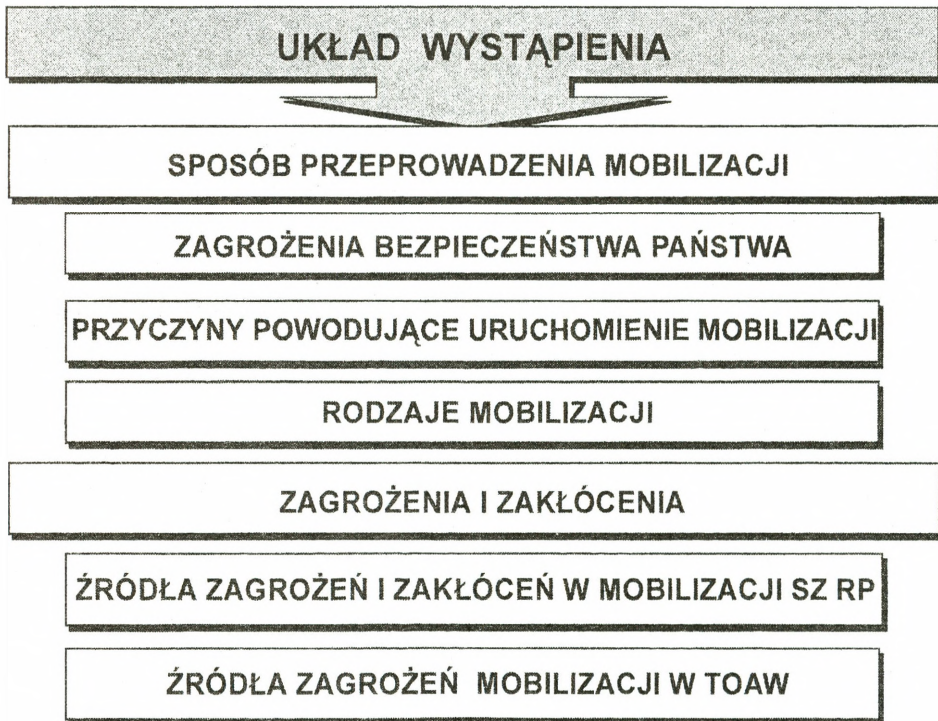 UKŁAD WYSTĄPIENIA
SPOSÓB PRZEPROWADZENIA MOBILIZACJI
ZAGROŻENIA BEZPIECZEŃSTWA PAŃSTWA
PRZYCZYNY POWODUJĄCE URUCHOMIENIE MOBILIZACJI
RODZAJE MOBILIZACJI
ZAGROŻENIA I ZAKŁÓCENIA
ŹRÓDŁA ZAGROŻEŃ I ZAKŁÓCEŃ W MOBILIZACJI SZ RP
ŹRÓDŁA ZAGROŻEŃ MOBILIZACJI W TOAW